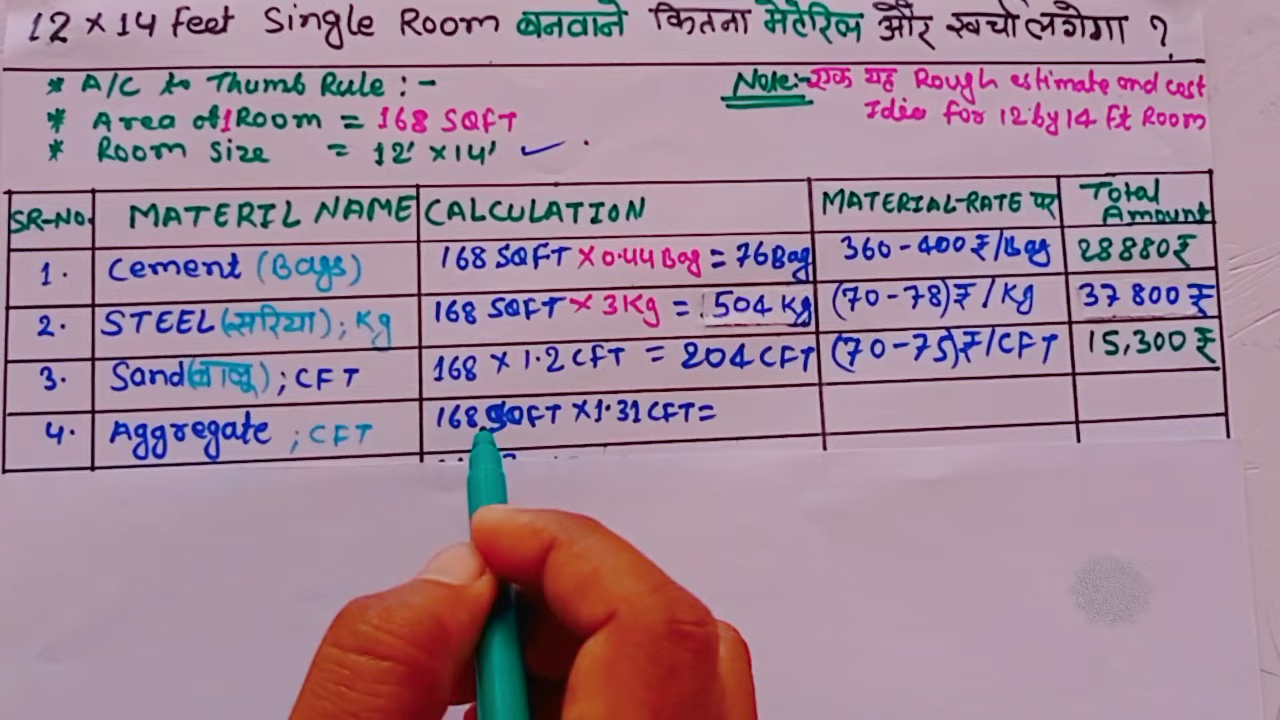 12 × 14 Feet Single Room बनवाने कितना मेटेरिल और खर्चा लगेगा ?
* A/C to Thumb Rule : -
* Area of 1 Room = 168 SQFT
* Room Size = 12' × 14'
Note:- एक यह Rough estimate and cost
Idie for 12 by 14 Ft Room
SR-NO. MATERIL NAME CALCULATION MATERIAL-RATE पर Total Amount
1. Cement (Bags) 168 SQFT × 0.44 Bag = 76 Bag 360 - 400 ₹/Bag 28880 ₹
2. STEEL (सरिया) ; Kg 168 SQFT × 3 Kg = 504 Kg (70 - 78) ₹ / Kg 37800 ₹
3. Sand (बालू) ; CFT 168 × 1.2 CFT = 204 CFT (70 - 75) ₹/CFT 15,300 ₹
4. Aggregate ; CFT 168 SQFT × 1.31 CFT =